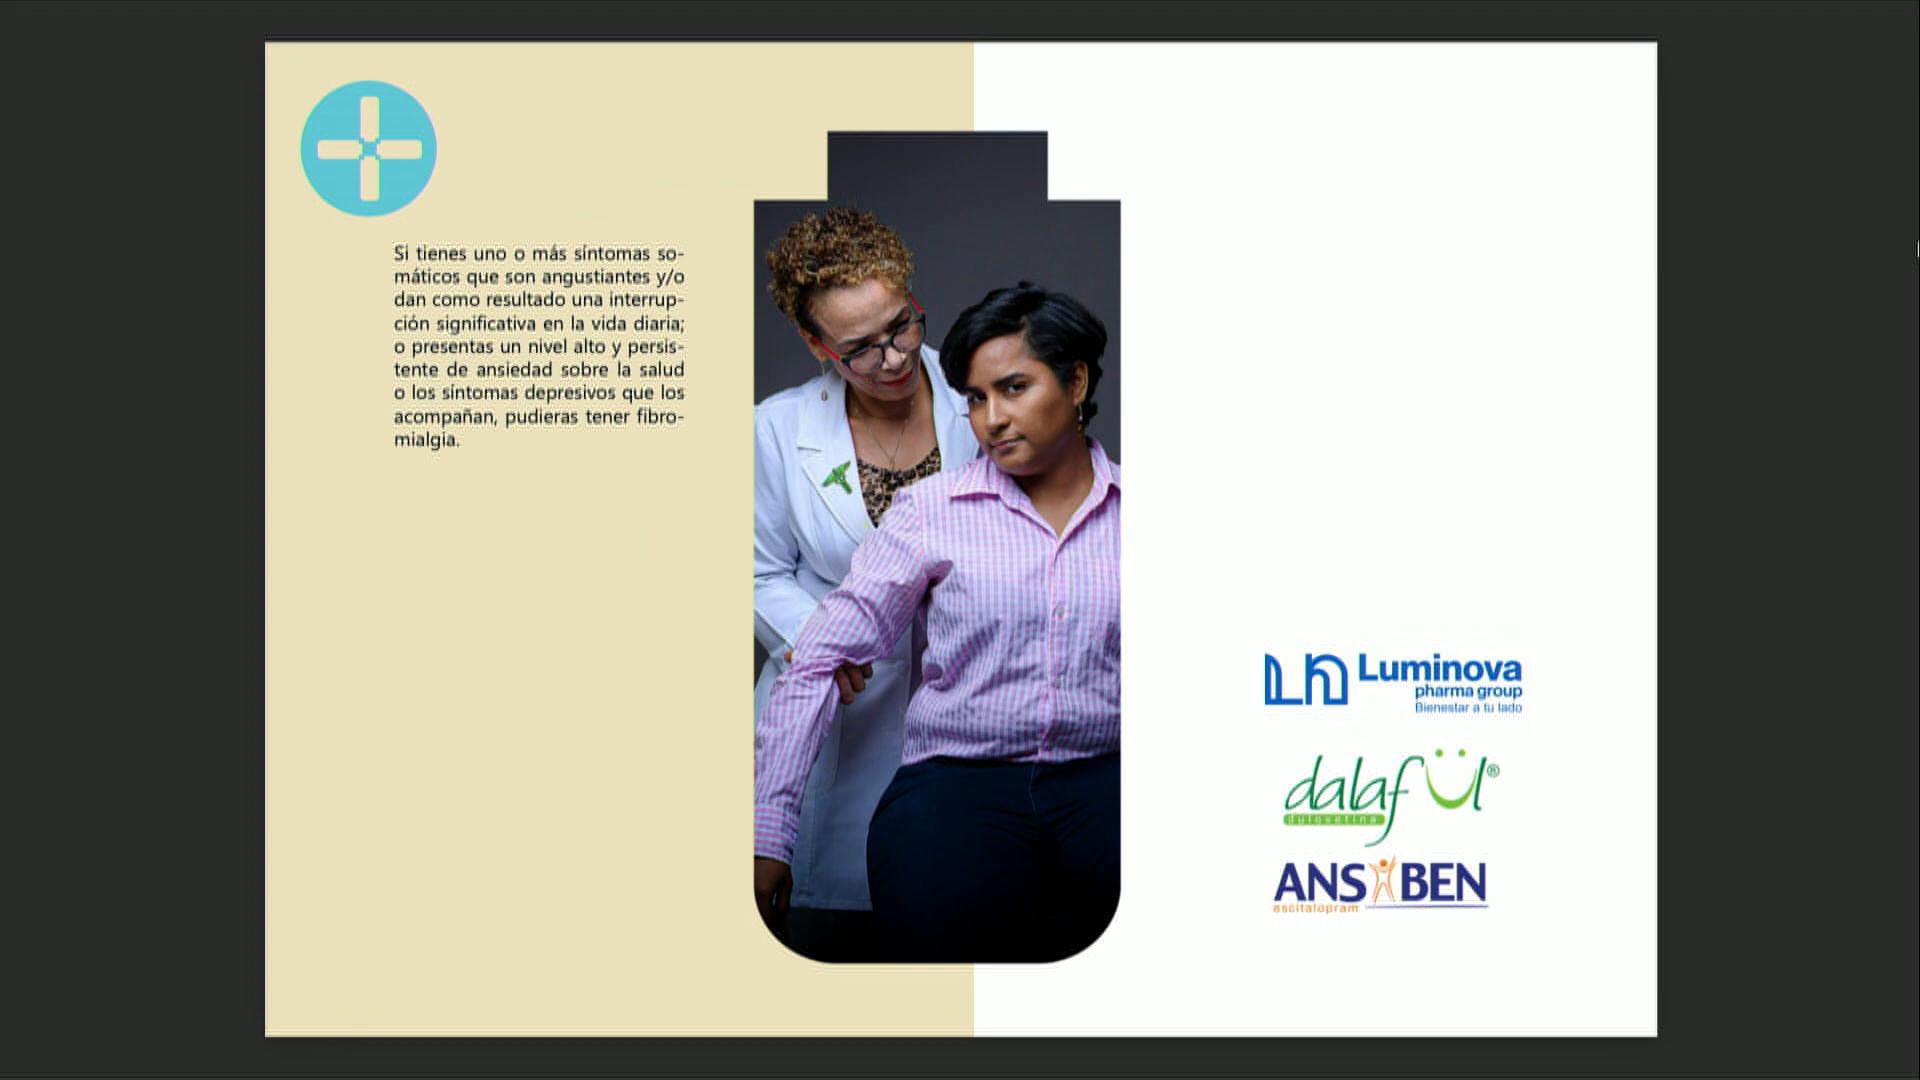 Si tienes uno o más síntomas so-
máticos que son angustiantes y/o
dan como resultado una interrup-
ción significativa en la vida diaria;
o presentas un nivel alto y persis-
tente de ansiedad sobre la salud
o los síntomas depresivos que los
acompañan, pudieras tener fibro-
mialgia.
Luminova
pharma group
Bienestar a tu lado
dalafül®
duloxetina
ANSIBEN
escitalopram